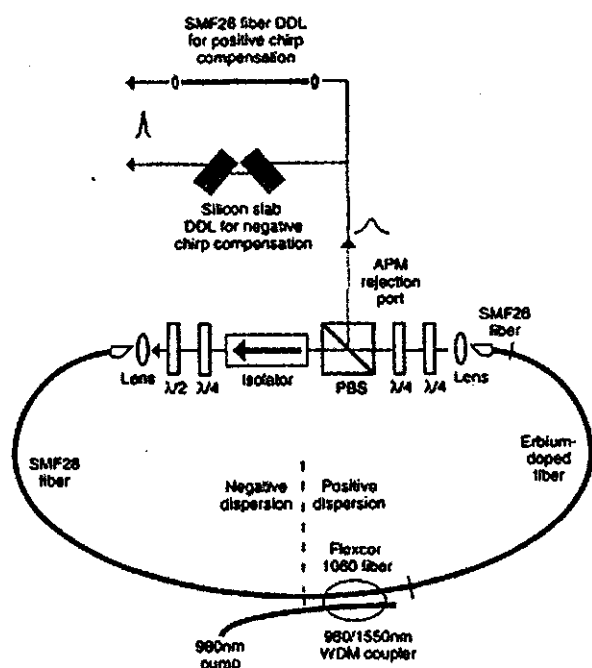 SMF28 fiber DDL
for positive chirp
compensation
Silicon slab
DDL for negative
chirp compensation
APM
rejection
port
SMF28
fiber
Lens
λ/2
λ/4
Isolator
PBS
λ/4
λ/4
Lens
SMF28
fiber
Erbium-
doped
fiber
Negative
dispersion
Positive
dispersion
Flexcor
1060 fiber
980nm
pump
980/1550nm
WDM coupler